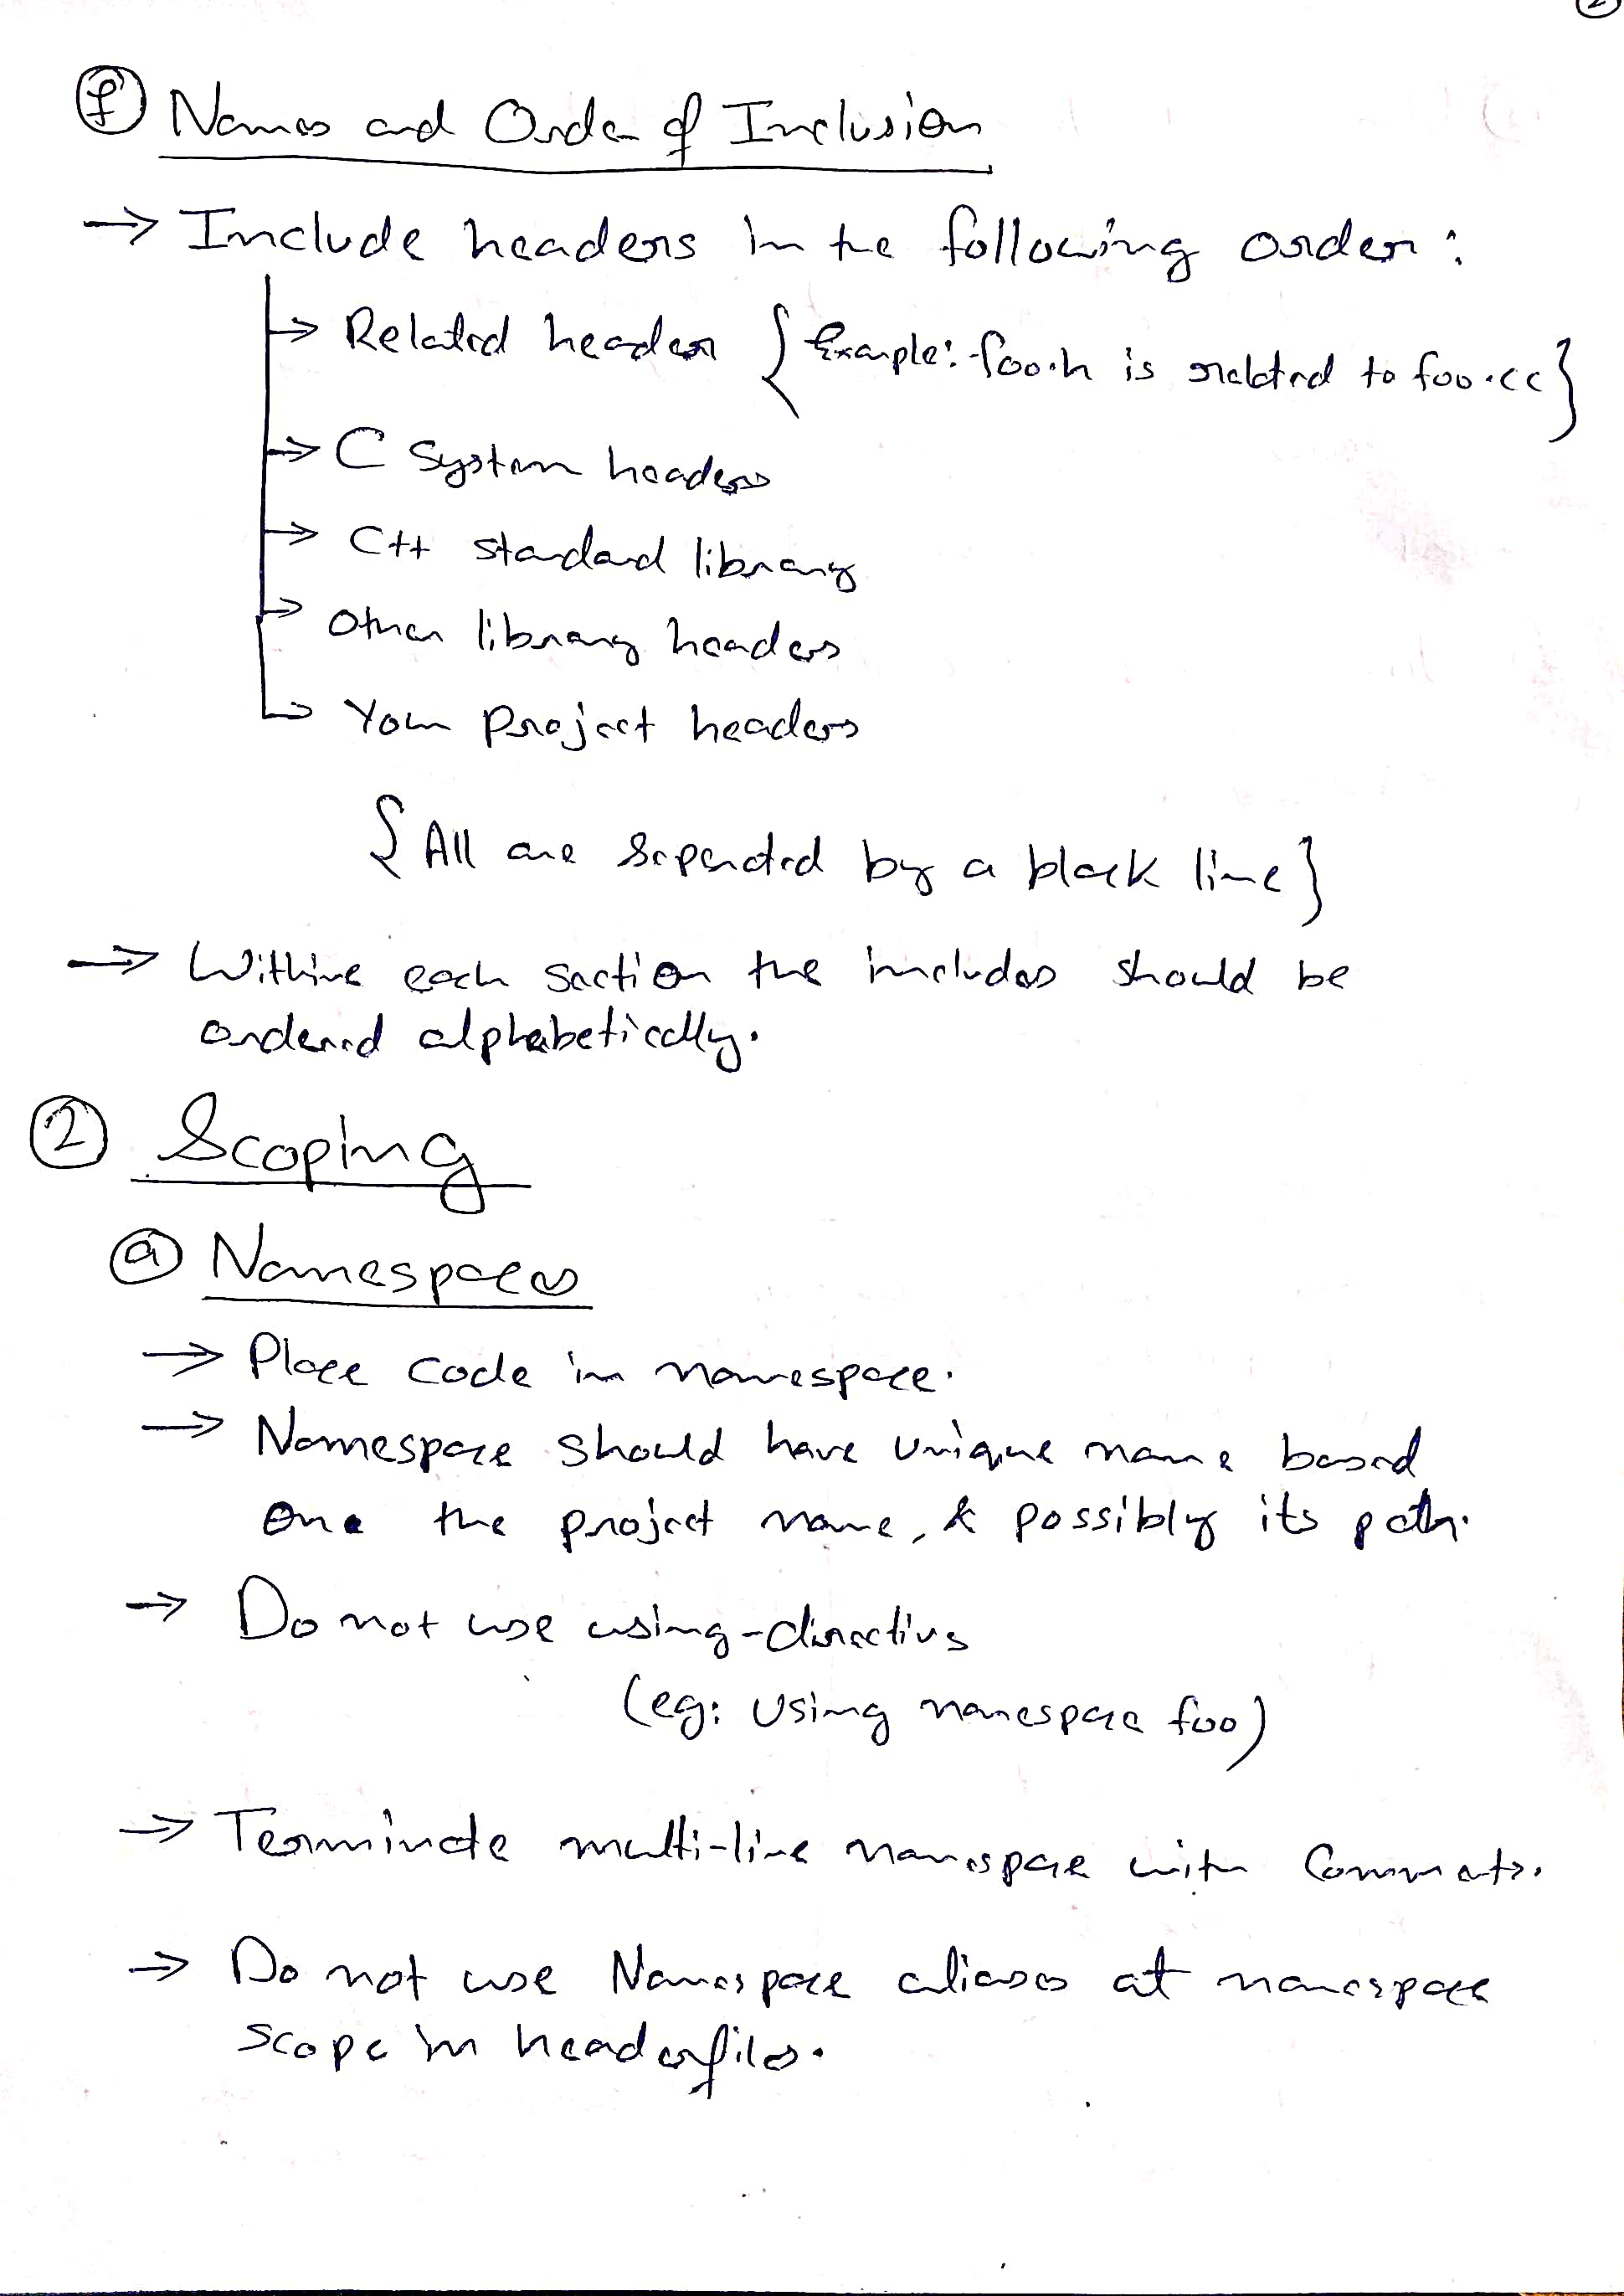 2
f Names and Order of Inclusion
→ Include headers in the following order :
→ Related header { Example: foo.h is related to foo.cc }
→ C System headers
→ C++ standard library
→ Other library headers
→ Your Project headers
{ All are separated by a black line }
→ Withine each section the includes should be
ordered alphabetically.
2 Scoping
a Namespaces
→ Place code in namespace.
→ Namespace should have unique name based
one the project name, & possibly its path.
→ Do not use using-directives
(eg: Using namespace foo)
→ Terminate multi-line namespace with Comments.
→ Do not use Namespace aliases at namespace
scope in headerfiles.